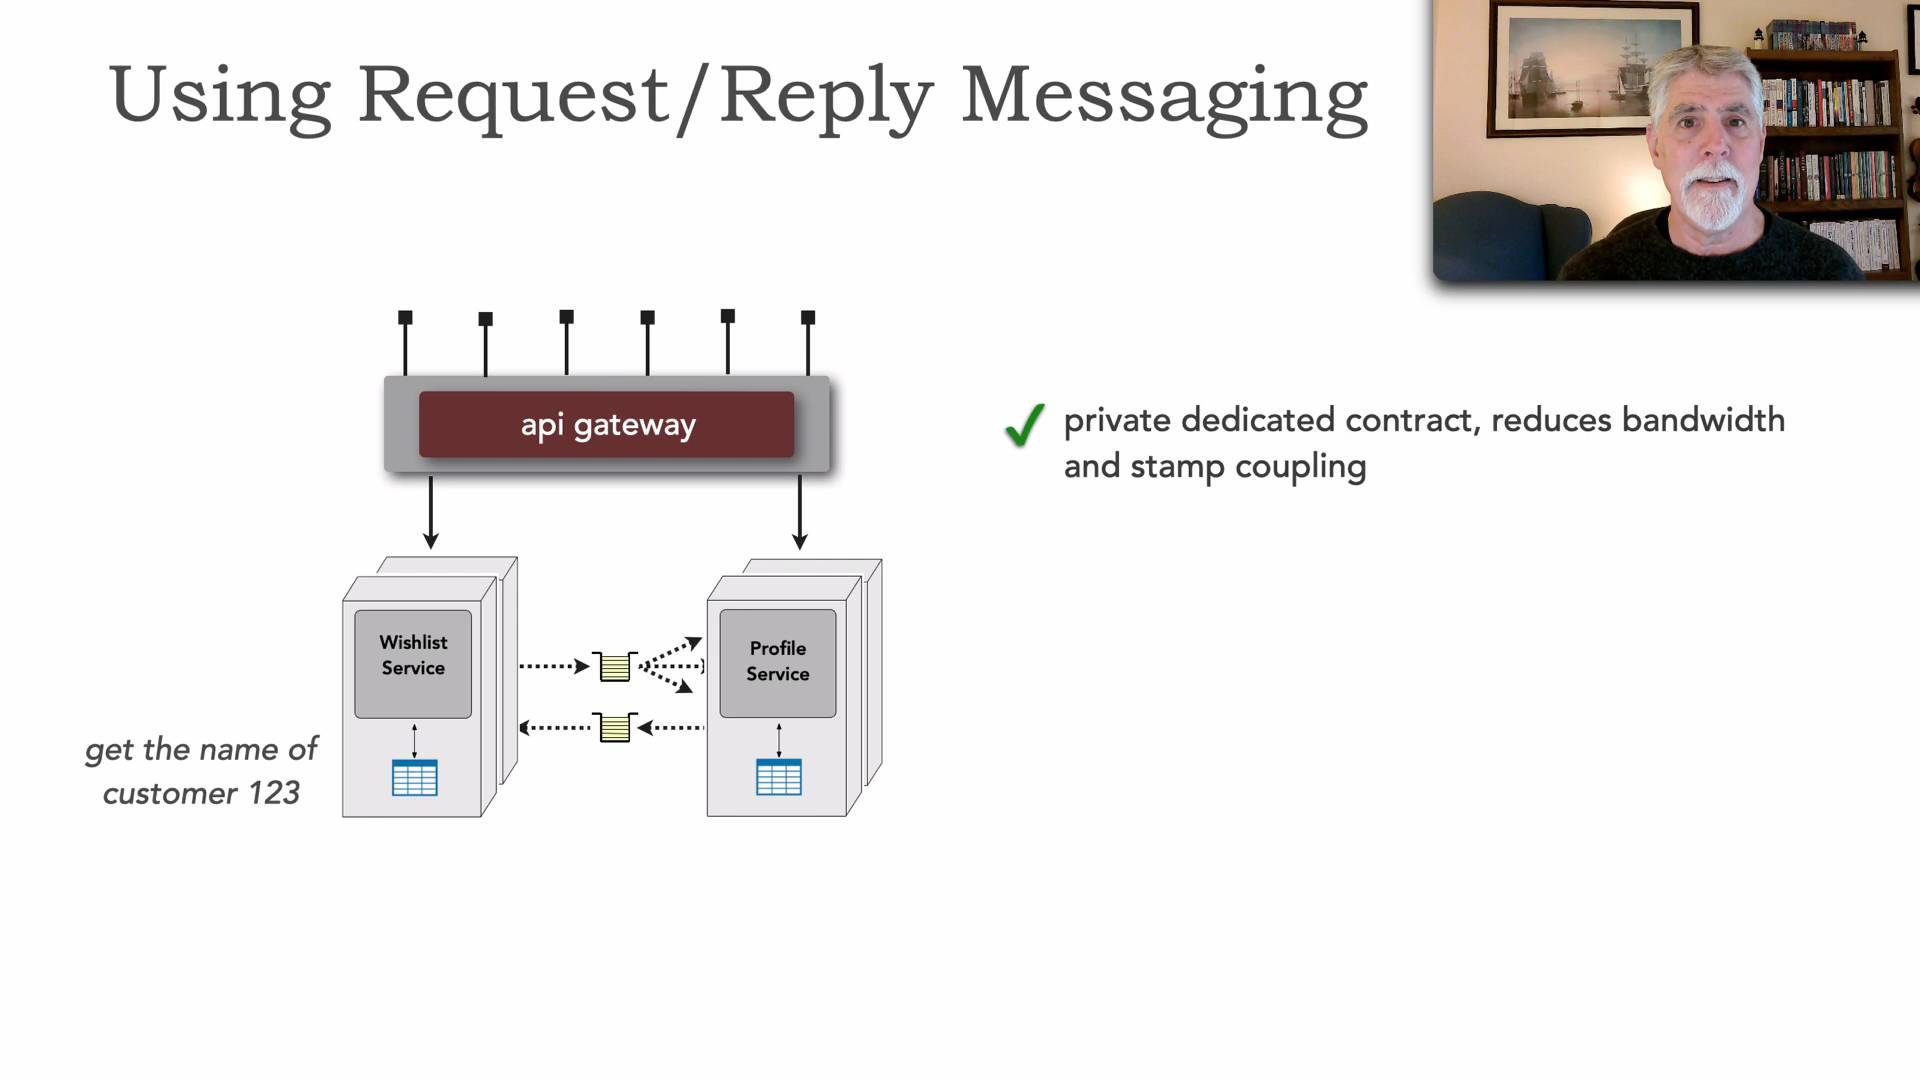 Using Request/Reply Messaging
api gateway
private dedicated contract, reduces bandwidth
and stamp coupling
Wishlist
Service
Profile
Service
get the name of
customer 123